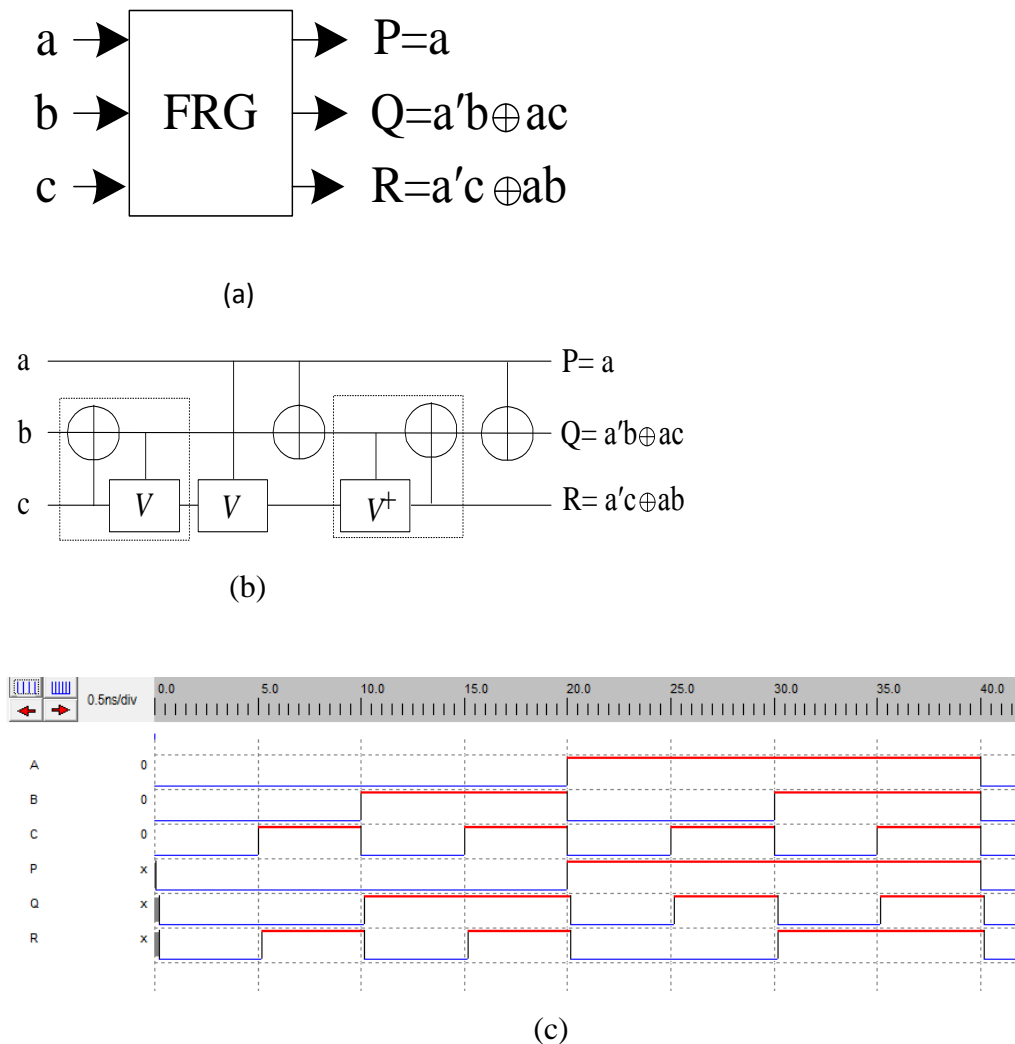 a P=a
b FRG Q=a′b⊕ac
c R=a′c⊕ab
(a)
a P= a
b Q= a′b⊕ac
c V V V+ R= a′c⊕ab
(b)
0.5ns/div 0.0 5.0 10.0 15.0 20.0 25.0 30.0 35.0 40.0
A 0
B 0
C 0
P x
Q x
R x
(c)